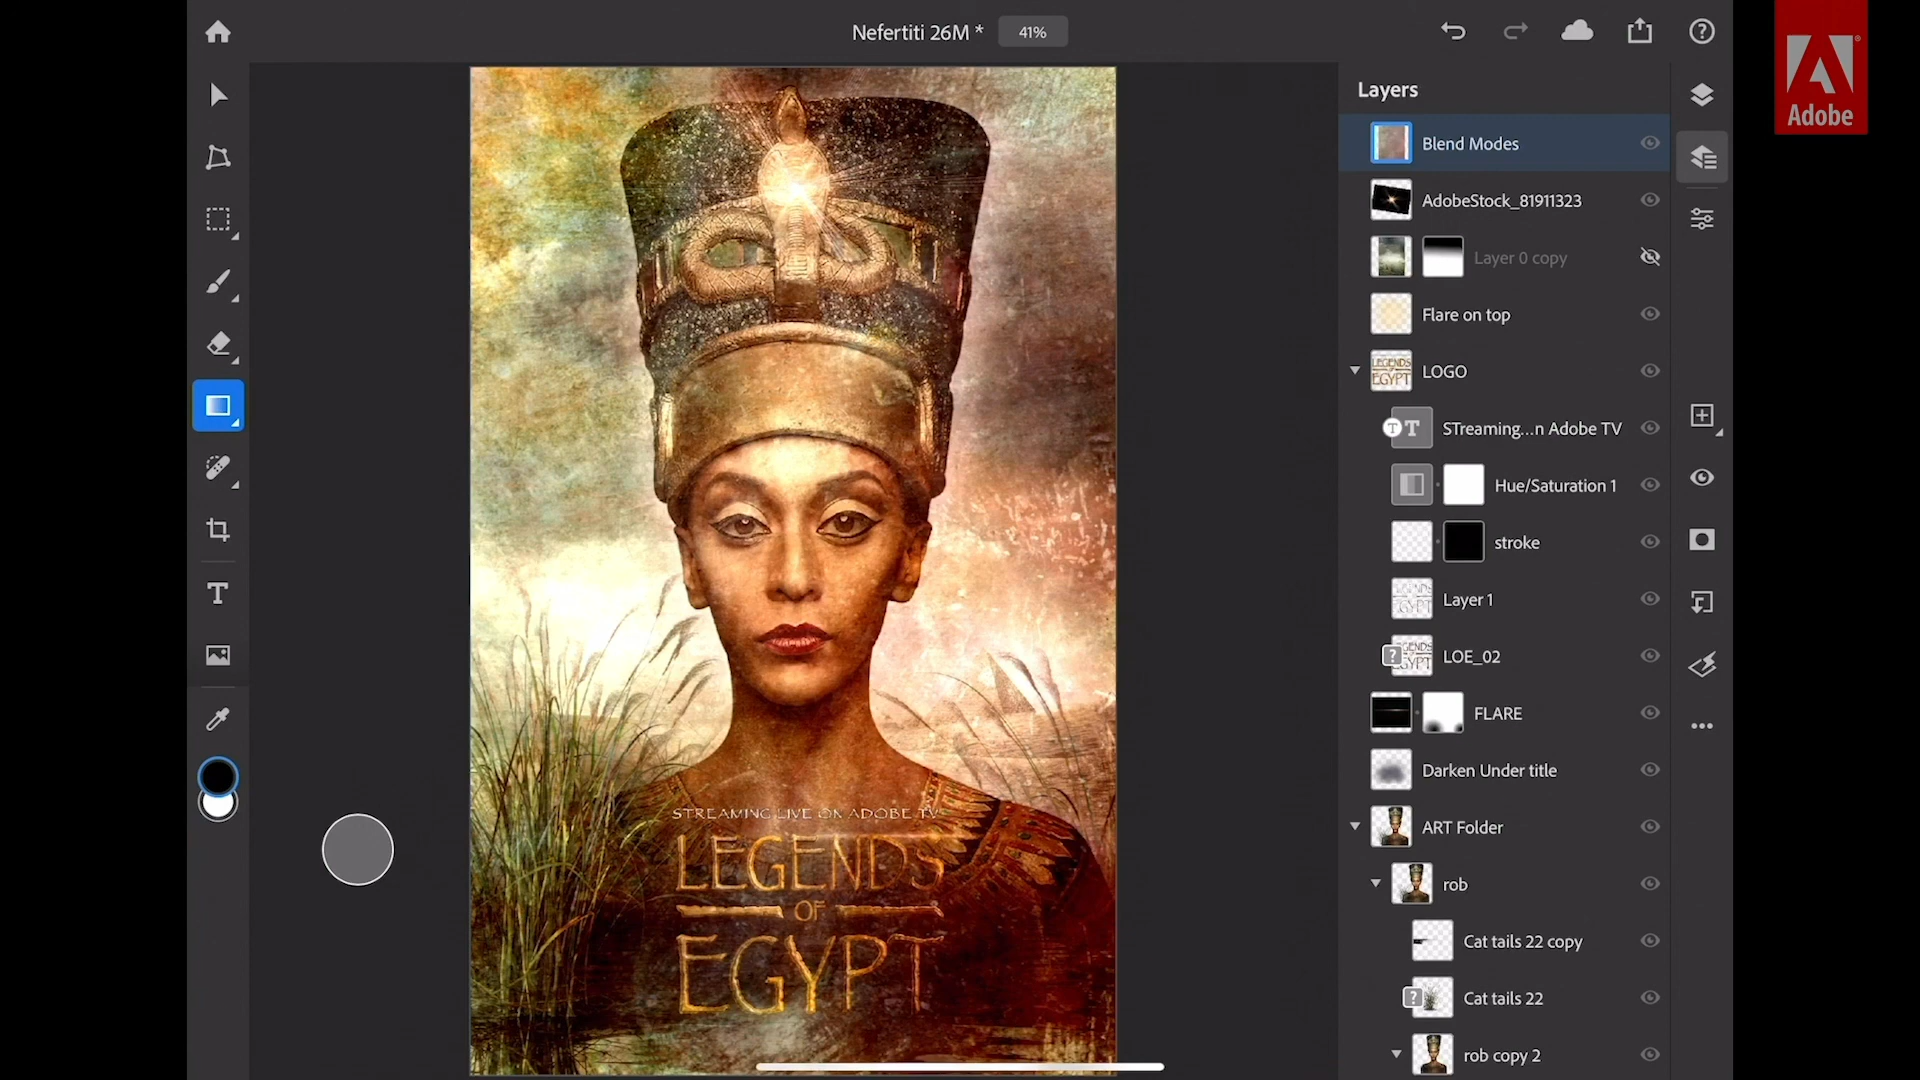 Nefertiti 26M *
41%
Adobe
Layers
Blend Modes
AdobeStock_81911323
Layer 0 copy
Flare on top
LEGENDS
EGYPT
LOGO
STreaming...n Adobe TV
Hue/Saturation 1
stroke
Layer 1
LOE_02
FLARE
Darken Under title
ART Folder
rob
Cat tails 22 copy
Cat tails 22
rob copy 2
STREAMING LIVE ON ADOBE TV
LEGENDS
OF
EGYPT